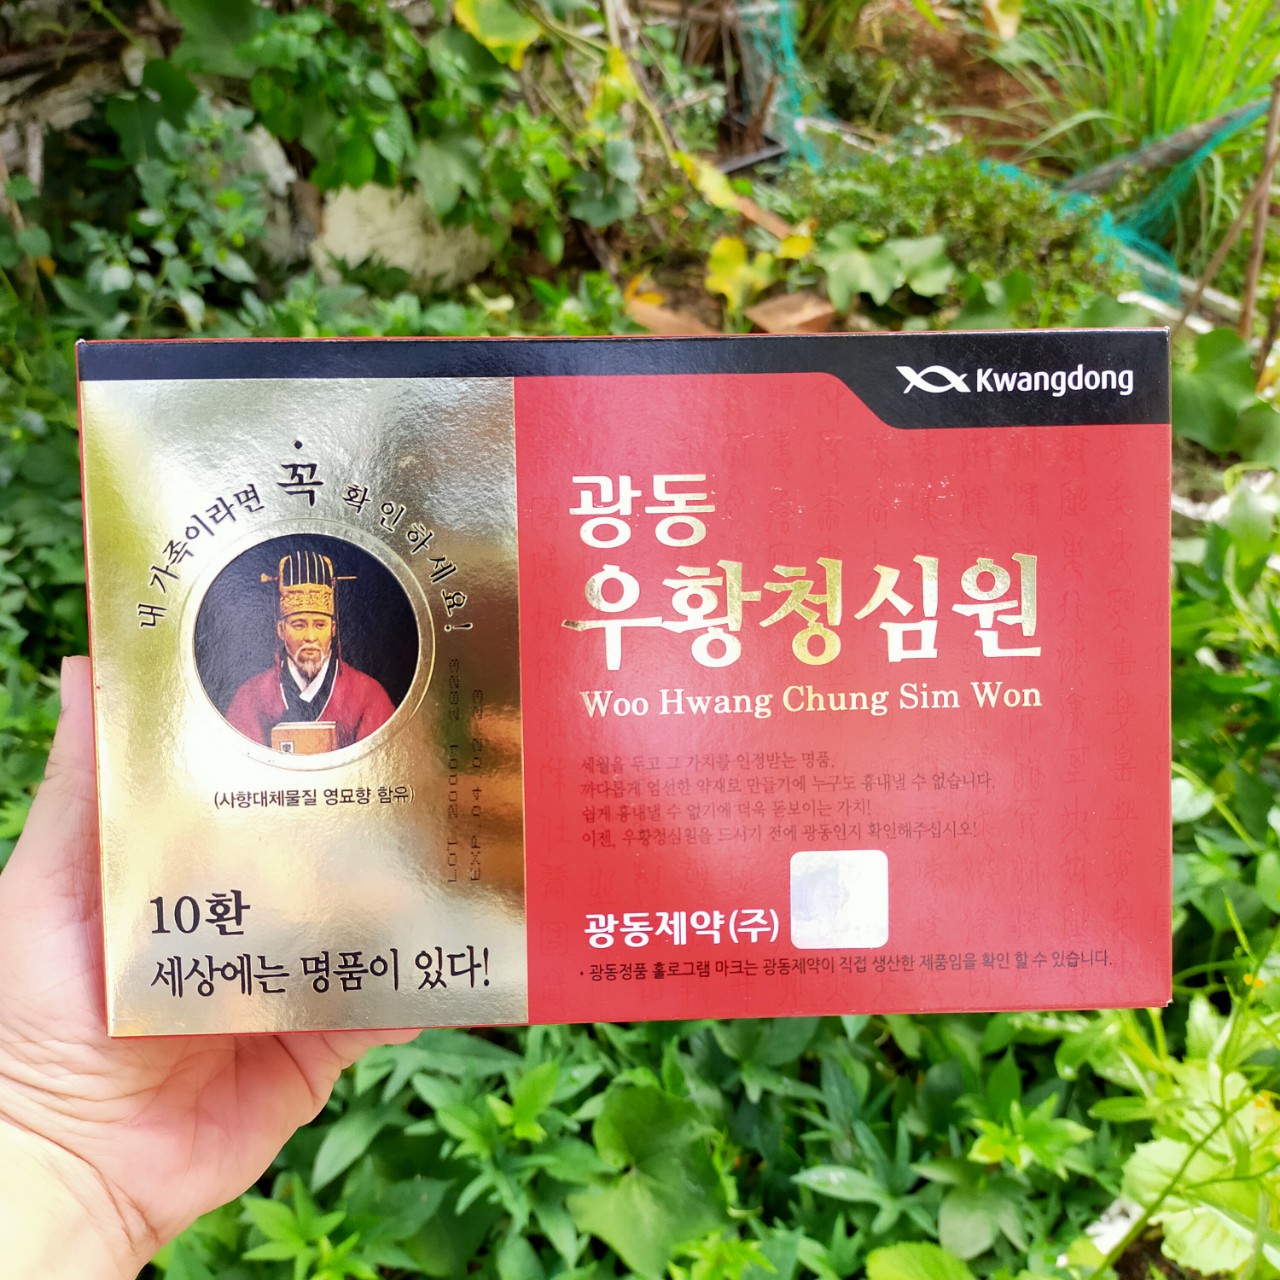 Kwangdong
내 가족이라면 꼭 확인하세요!
(사향대체물질 영묘향 함유)
LOT 20001 2823
EXP 04.02.23
10환
세상에는 명품이 있다!
광동
우황청심원
Woo Hwang Chung Sim Won
세월을 두고 그 가치를 인정받는 명품,
까다롭게 엄선한 약재로 만들기에 누구도 흉내낼 수 없습니다.
쉽게 흉내낼 수 없기에 더욱 돋보이는 가치!
이젠, 우황청심원을 드시기 전에 광동인지 확인해주십시오!
광동제약(주)
• 광동정품 홀로그램 마크는 광동제약이 직접 생산한 제품임을 확인 할 수 있습니다.